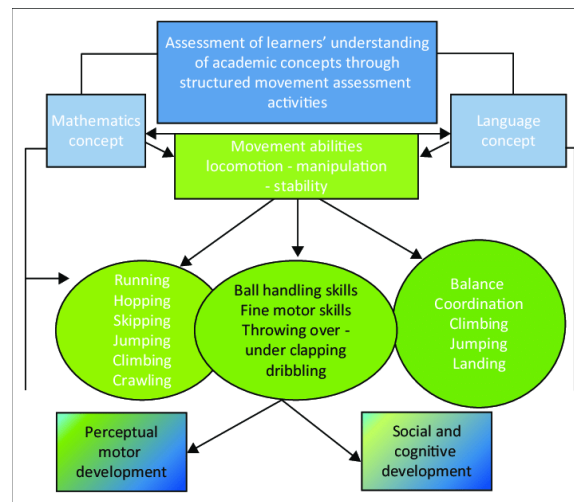 Assessment of learners’ understanding
of academic concepts through
structured movement assessment
activities
Mathematics
concept
Language
concept
Movement abilities
locomotion - manipulation
- stability
Running
Hopping
Skipping
Jumping
Climbing
Crawling
Ball handling skills
Fine motor skills
Throwing over -
under clapping
dribbling
Balance
Coordination
Climbing
Jumping
Landing
Perceptual
motor
development
Social and
cognitive
development